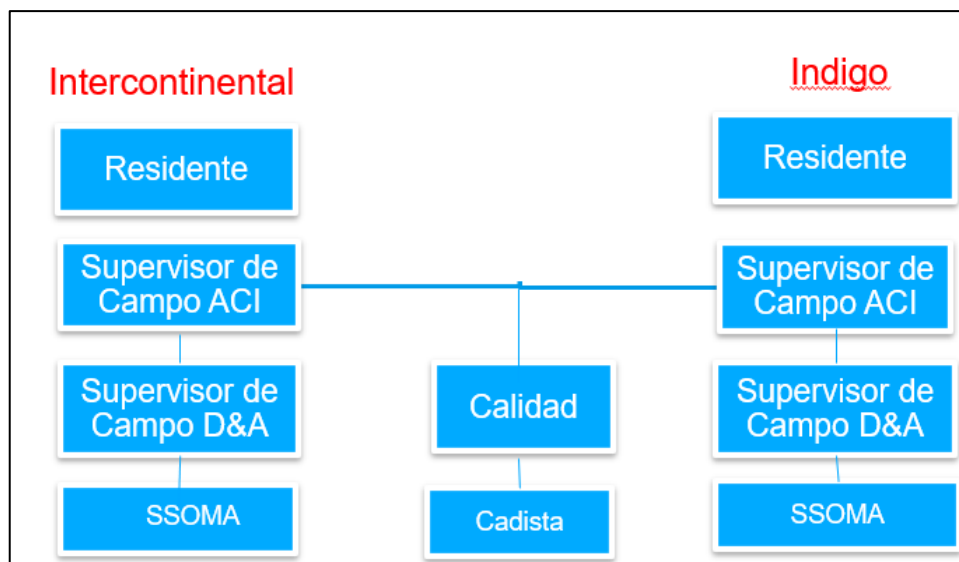 Intercontinental
Indigo
Residente
Residente
Supervisor de
Campo ACI
Supervisor de
Campo ACI
Supervisor de
Campo D&A
Calidad
Supervisor de
Campo D&A
SSOMA
Cadista
SSOMA